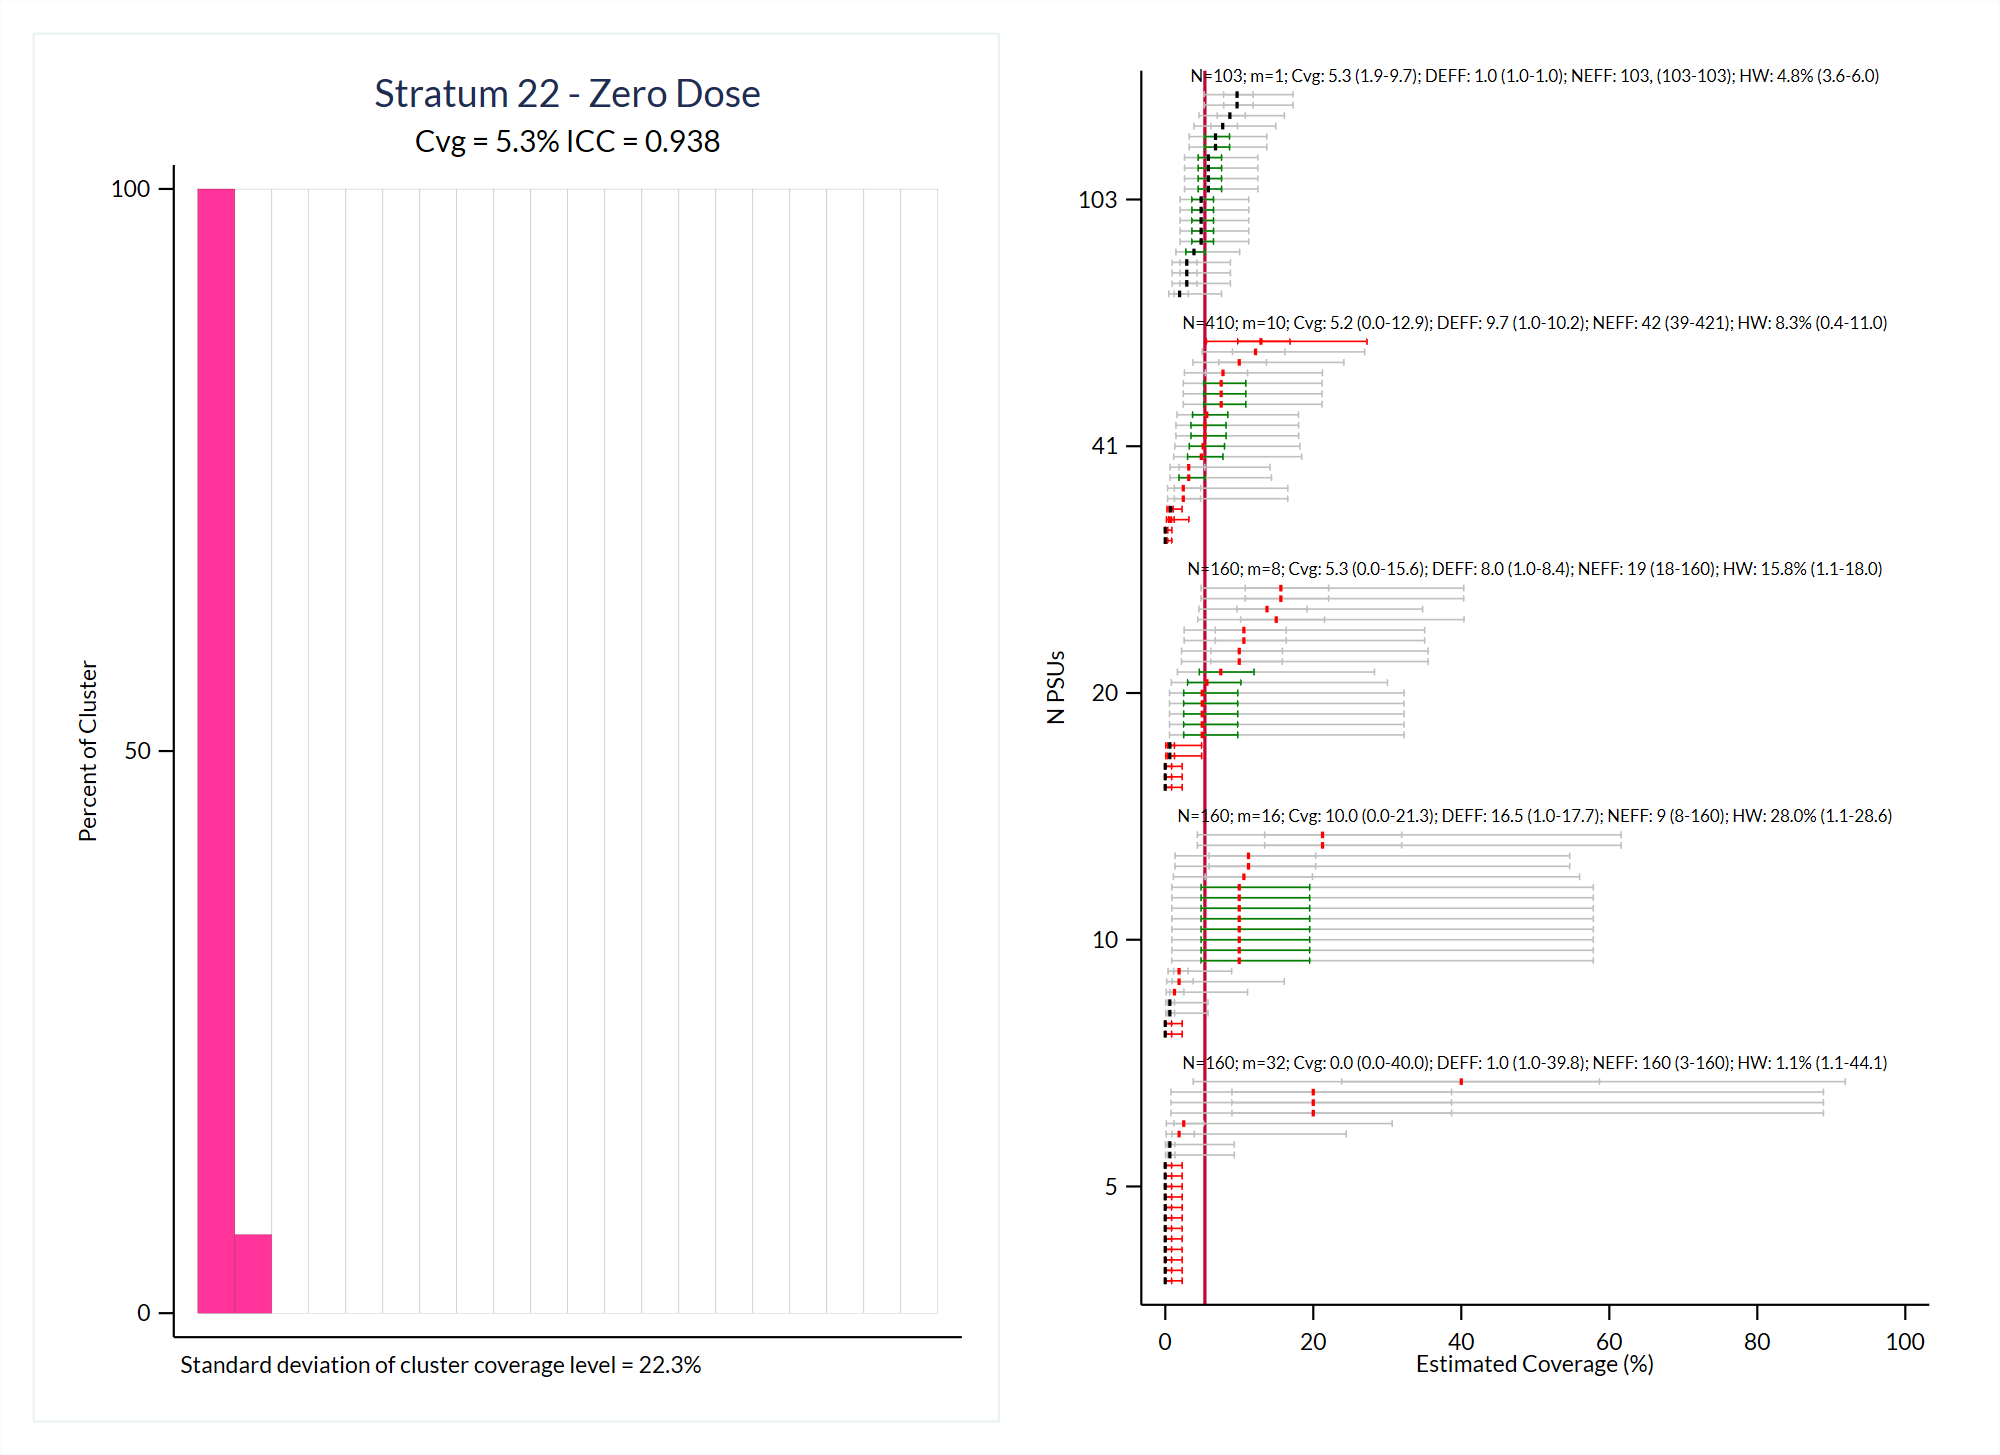 Stratum 22 - Zero Dose
Cvg = 5.3% ICC = 0.938
100
50
0
Percent of Cluster
Standard deviation of cluster coverage level = 22.3%
N=103; m=1; Cvg: 5.3 (1.9-9.7); DEFF: 1.0 (1.0-1.0); NEFF: 103, (103-103); HW: 4.8% (3.6-6.0)
103
N=410; m=10; Cvg: 5.2 (0.0-12.9); DEFF: 9.7 (1.0-10.2); NEFF: 42 (39-421); HW: 8.3% (0.4-11.0)
41
N=160; m=8; Cvg: 5.3 (0.0-15.6); DEFF: 8.0 (1.0-8.4); NEFF: 19 (18-160); HW: 15.8% (1.1-18.0)
N PSUs
20
N=160; m=16; Cvg: 10.0 (0.0-21.3); DEFF: 16.5 (1.0-17.7); NEFF: 9 (8-160); HW: 28.0% (1.1-28.6)
10
N=160; m=32; Cvg: 0.0 (0.0-40.0); DEFF: 1.0 (1.0-39.8); NEFF: 160 (3-160); HW: 1.1% (1.1-44.1)
5
0 20 40 60 80 100
Estimated Coverage (%)